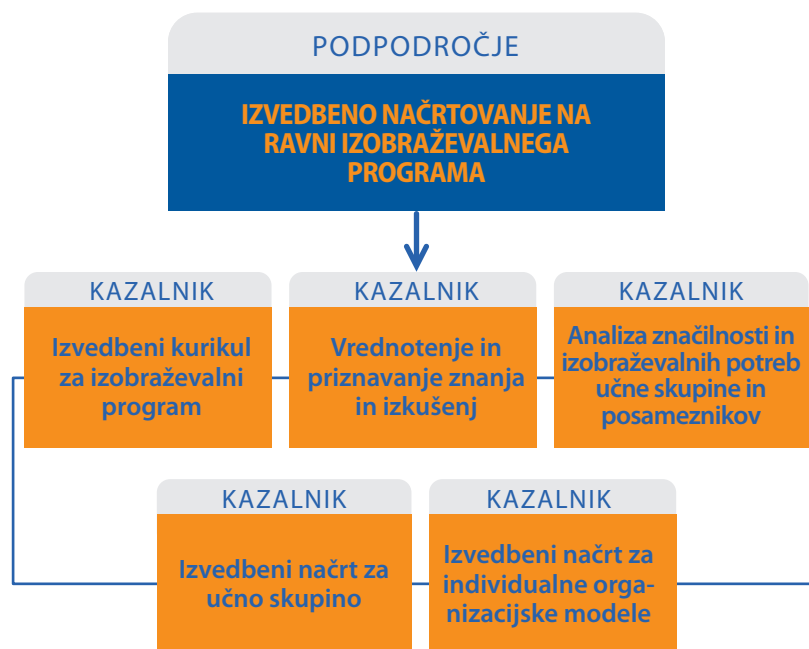 PODPODROČJE
IZVEDBENO NAČRTOVANJE NA
RAVNI IZOBRAŽEVALNEGA
PROGRAMA
KAZALNIK
Izvedbeni kurikul
za izobraževalni
program
KAZALNIK
Vrednotenje in
priznavanje znanja
in izkušenj
KAZALNIK
Analiza značilnosti in
izobraževalnih potreb
učne skupine in
posameznikov
KAZALNIK
Izvedbeni načrt za
učno skupino
KAZALNIK
Izvedbeni načrt za
individualne orga-
nizacijske modele